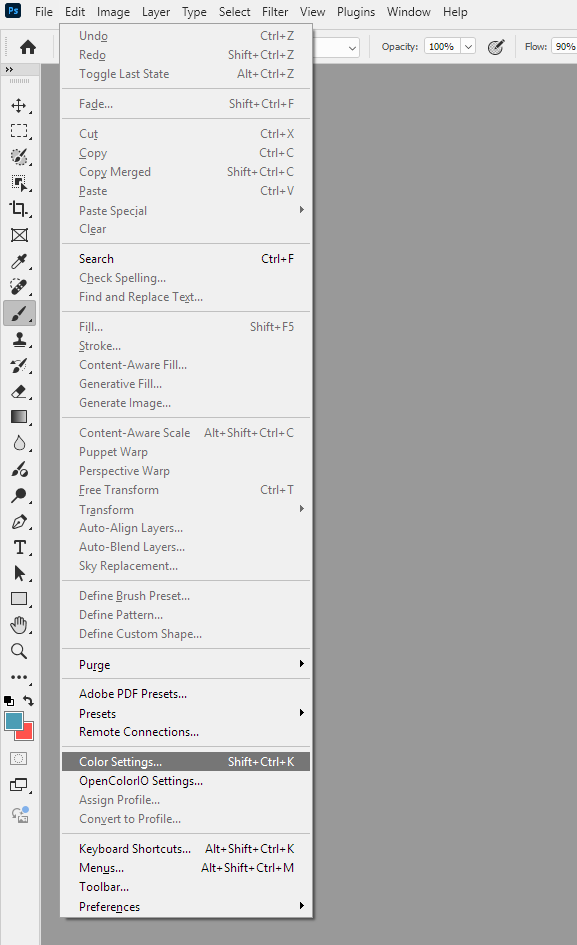 Ps File Edit Image Layer Type Select Filter View Plugins Window Help
Opacity: 100% Flow: 90%
Undo Ctrl+Z
Redo Shift+Ctrl+Z
Toggle Last State Alt+Ctrl+Z
Fade... Shift+Ctrl+F
Cut Ctrl+X
Copy Ctrl+C
Copy Merged Shift+Ctrl+C
Paste Ctrl+V
Paste Special
Clear
Search Ctrl+F
Check Spelling...
Find and Replace Text...
Fill... Shift+F5
Stroke...
Content-Aware Fill...
Generative Fill...
Generate Image...
Content-Aware Scale Alt+Shift+Ctrl+C
Puppet Warp
Perspective Warp
Free Transform Ctrl+T
Transform
Auto-Align Layers...
Auto-Blend Layers...
Sky Replacement...
Define Brush Preset...
Define Pattern...
Define Custom Shape...
Purge
Adobe PDF Presets...
Presets
Remote Connections...
Color Settings... Shift+Ctrl+K
OpenColorIO Settings...
Assign Profile...
Convert to Profile...
Keyboard Shortcuts... Alt+Shift+Ctrl+K
Menus... Alt+Shift+Ctrl+M
Toolbar...
Preferences